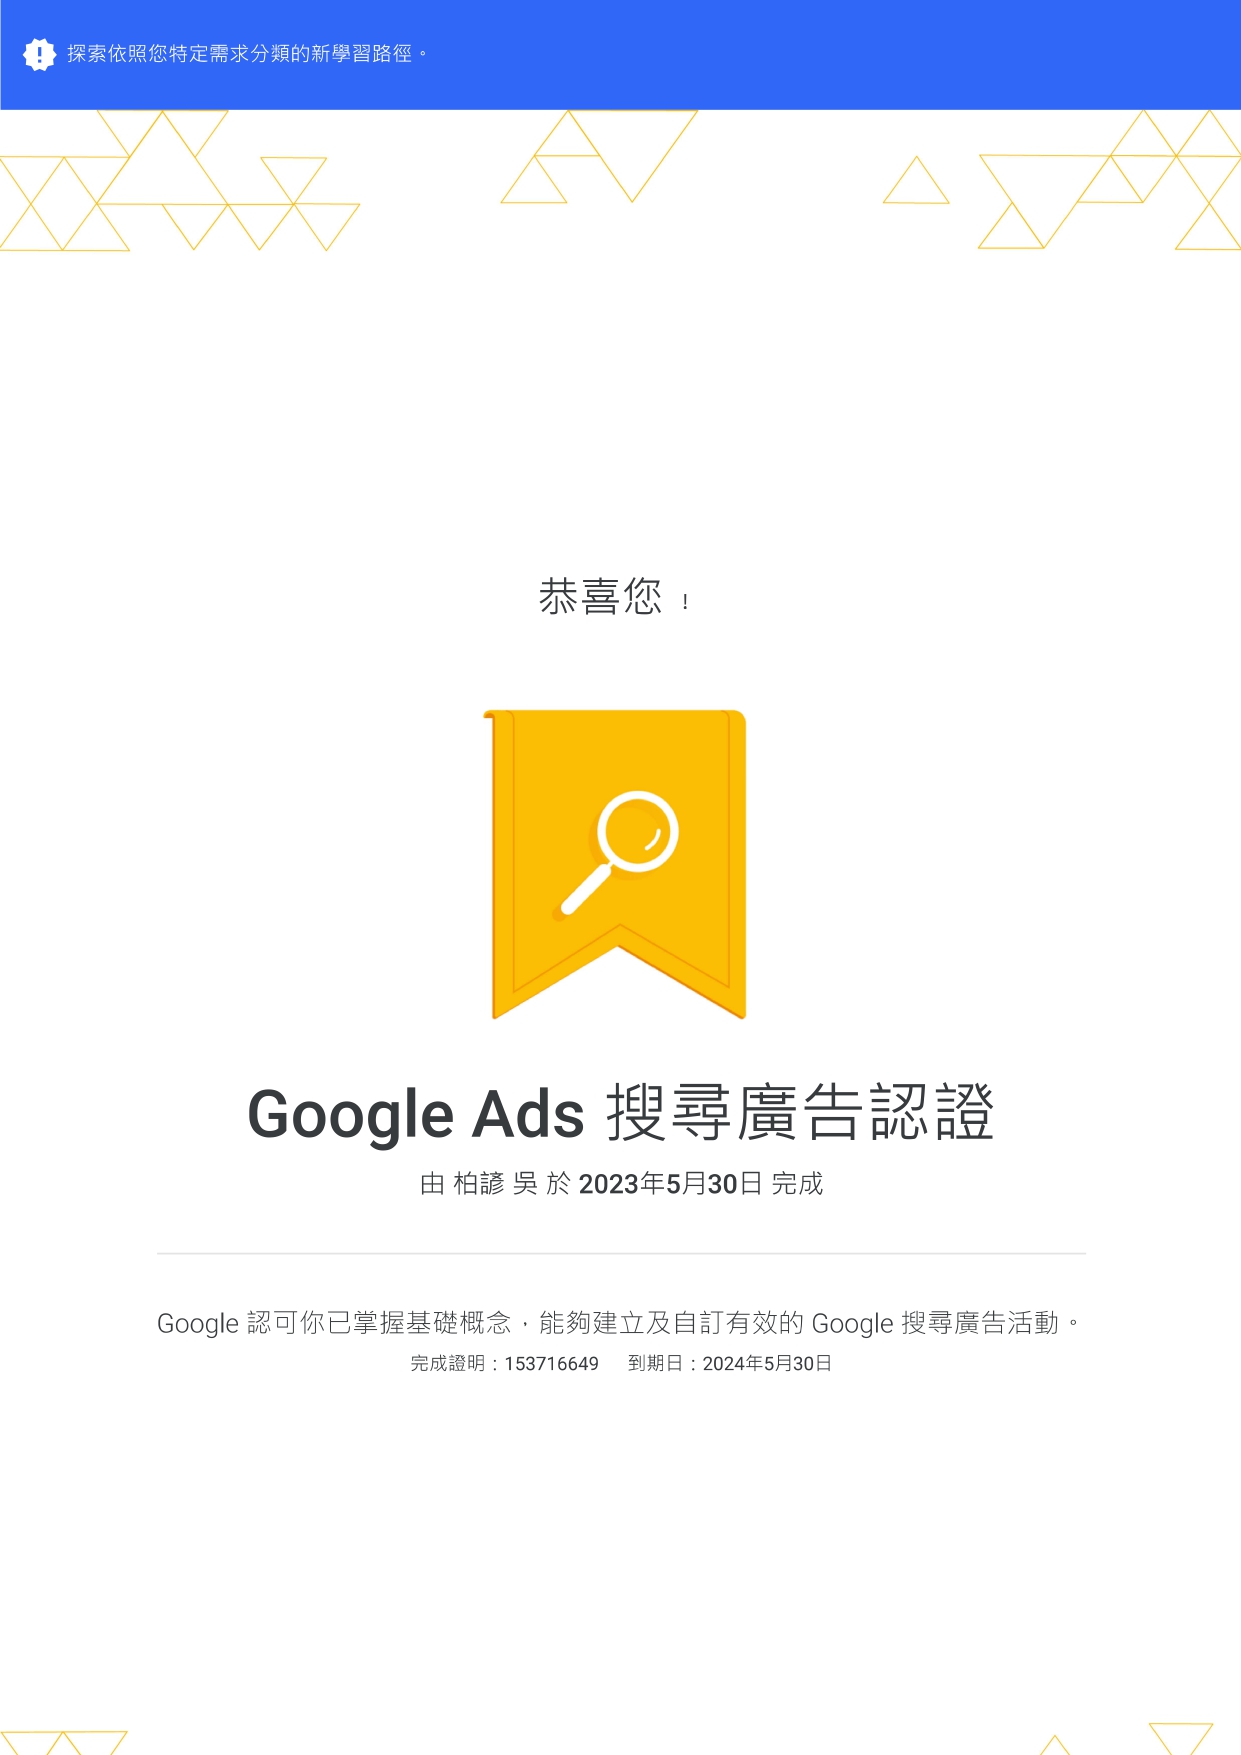 探索依照您特定需求分類的新學習路徑。
恭喜您！
Google Ads 搜尋廣告認證
由 柏諺 吳 於 2023年5月30日 完成
Google 認可你已掌握基礎概念，能夠建立及自訂有效的 Google 搜尋廣告活動。
完成證明：153716649 到期日：2024年5月30日